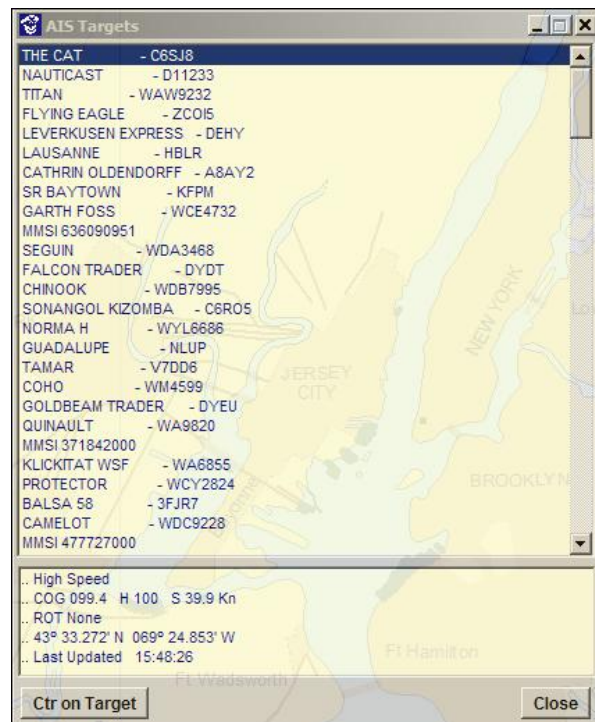 AIS Targets
THE CAT - C6SJ8
NAUTICAST - D11233
TITAN - WAW9232
FLYING EAGLE - ZCOI5
LEVERKUSEN EXPRESS - DEHY
LAUSANNE - HBLR
CATHRIN OLDENDORFF - A8AY2
SR BAYTOWN - KFPM
GARTH FOSS - WCE4732
MMSI 636090951
SEGUIN - WDA3468
FALCON TRADER - DYDT
CHINOOK - WDB7995
SONANGOL KIZOMBA - C6RO5
NORMA H - WYL6686
GUADALUPE - NLUP
TAMAR - V7DD6
COHO - WM4599
GOLDBEAM TRADER - DYEU
QUINAULT - WA9820
MMSI 371842000
KLICKITAT WSF - WA6855
PROTECTOR - WCY2824
BALSA 58 - 3FJR7
CAMELOT - WDC9228
MMSI 477727000
NEW YORK
JERSEY
CITY
BROOKLYN
Bayonne
.. High Speed
.. COG 099.4 H 100 S 39.9 Kn
.. ROT None
.. 43º 33.272' N 069º 24.853' W
.. Last Updated 15:48:26
Ft Hamilton
Ft Wadsworth
Ctr on Target
Close